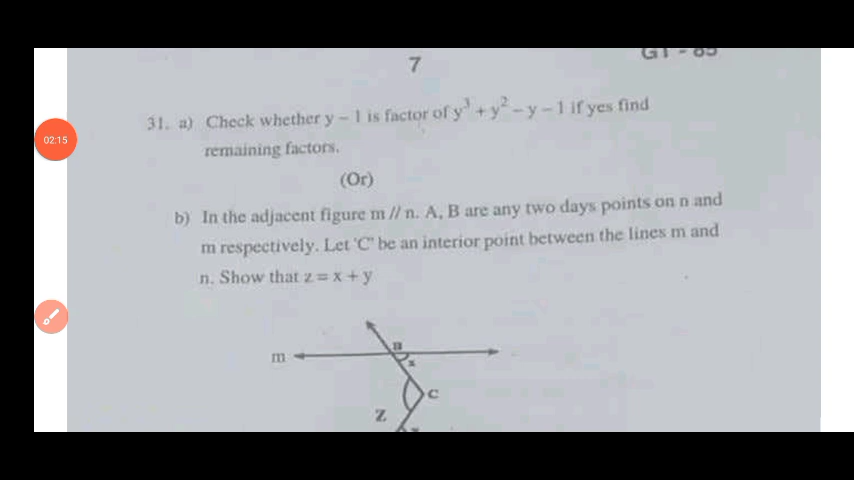 7
31. a) Check whether y – 1 is factor of y³ + y² – y – 1 if yes find
remaining factors.
(Or)
b) In the adjacent figure m // n. A, B are any two days points on n and
m respectively. Let 'C' be an interior point between the lines m and
n. Show that z = x + y
m
B
x
C
Z
02:15